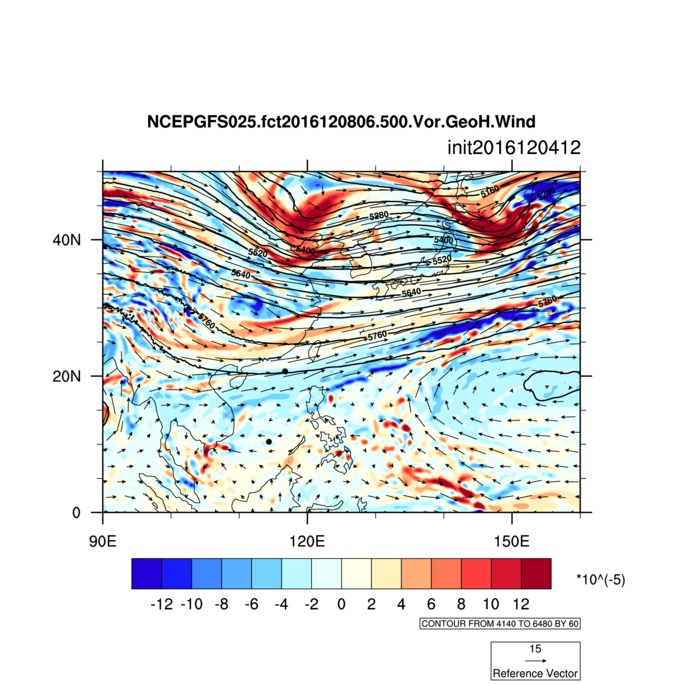 NCEPGFS025.fct2016120806.500.Vor.GeoH.Wind
init2016120412
5160
5280
40N
5400
5400
5520
5520
5640
5640
5760
5760
5760
20N
0
90E 120E 150E
-12 -10 -8 -6 -4 -2 0 2 4 6 8 10 12
*10^(-5)
CONTOUR FROM 4140 TO 6480 BY 60
15
Reference Vector